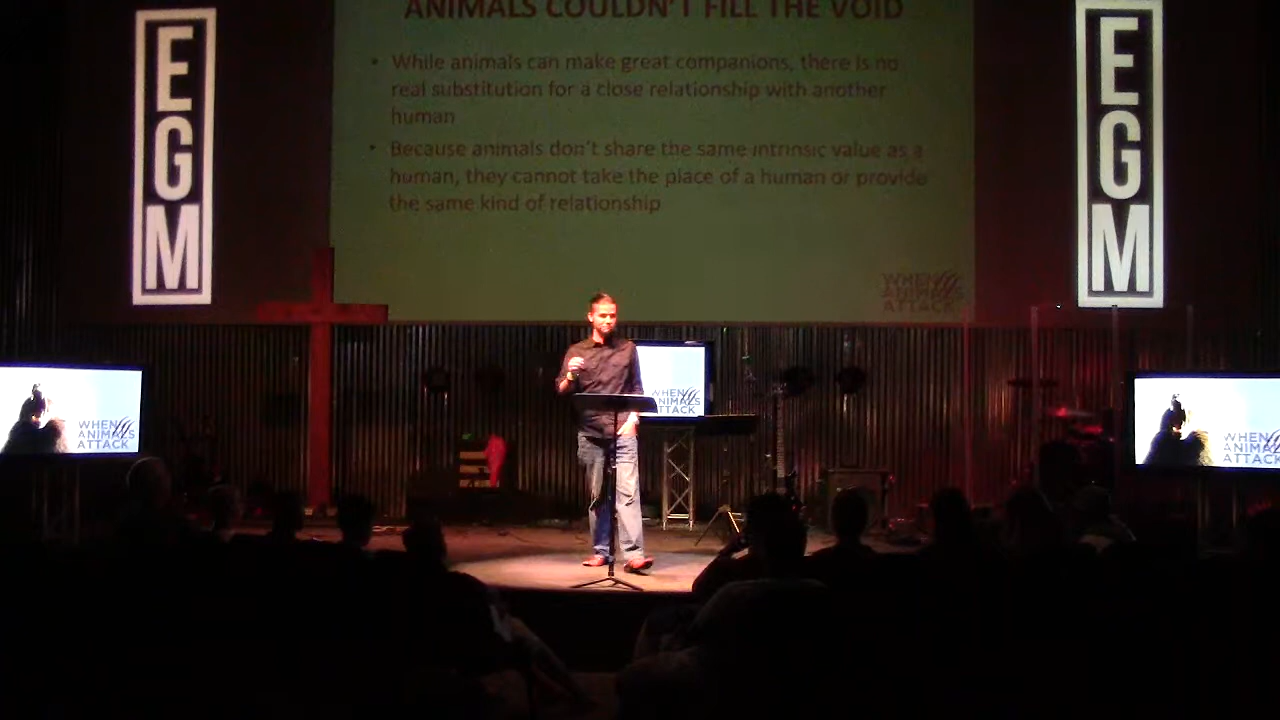 ANIMALS COULDN'T FILL THE VOID
• While animals can make great companions, there is no
real substitution for a close relationship with another
human
• Because animals don't share the same intrinsic value as a
human, they cannot take the place of a human or provide
the same kind of relationship
WHEN
ANIMALS
ATTACK
EGM
EGM
WHEN
ANIMALS
ATTACK
WHEN
ANIMALS
ATTACK
WHEN
ANIMALS
ATTACK